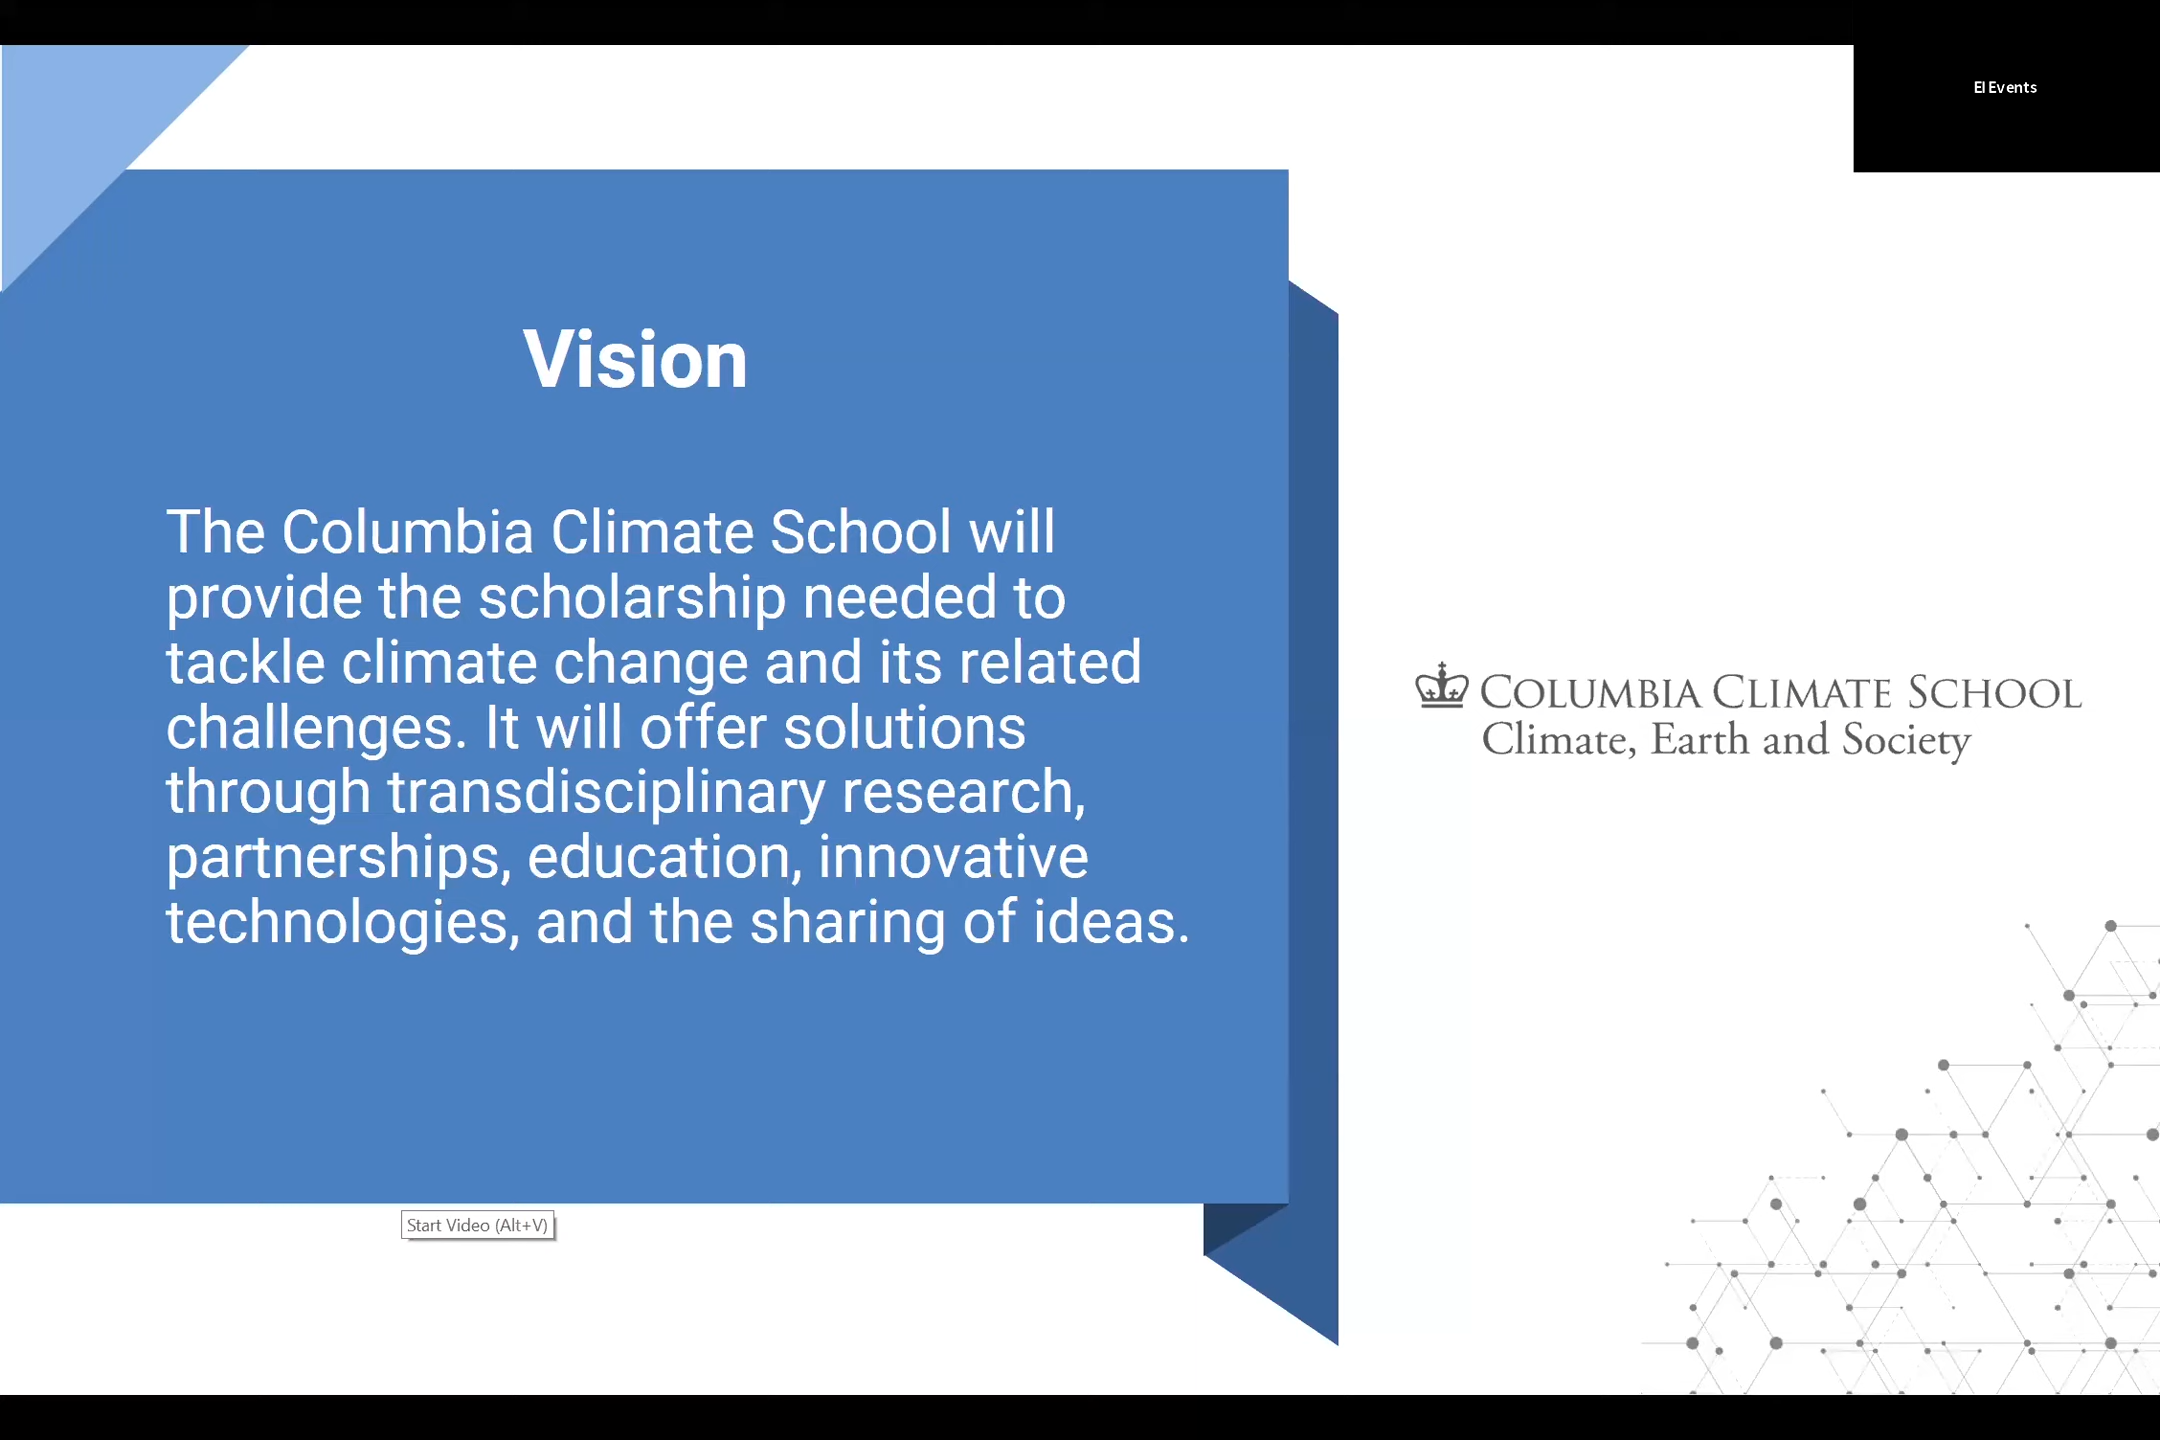 EI Events
Vision
The Columbia Climate School will
provide the scholarship needed to
tackle climate change and its related
challenges. It will offer solutions
through transdisciplinary research,
partnerships, education, innovative
technologies, and the sharing of ideas.
COLUMBIA CLIMATE SCHOOL
Climate, Earth and Society
Start Video (Alt+V)